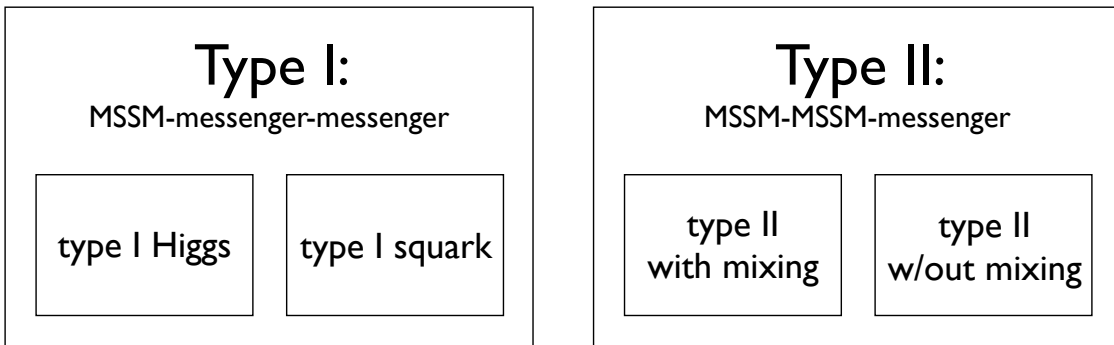 Type I:
MSSM-messenger-messenger
type I Higgs
type I squark
Type II:
MSSM-MSSM-messenger
type II
with mixing
type II
w/out mixing